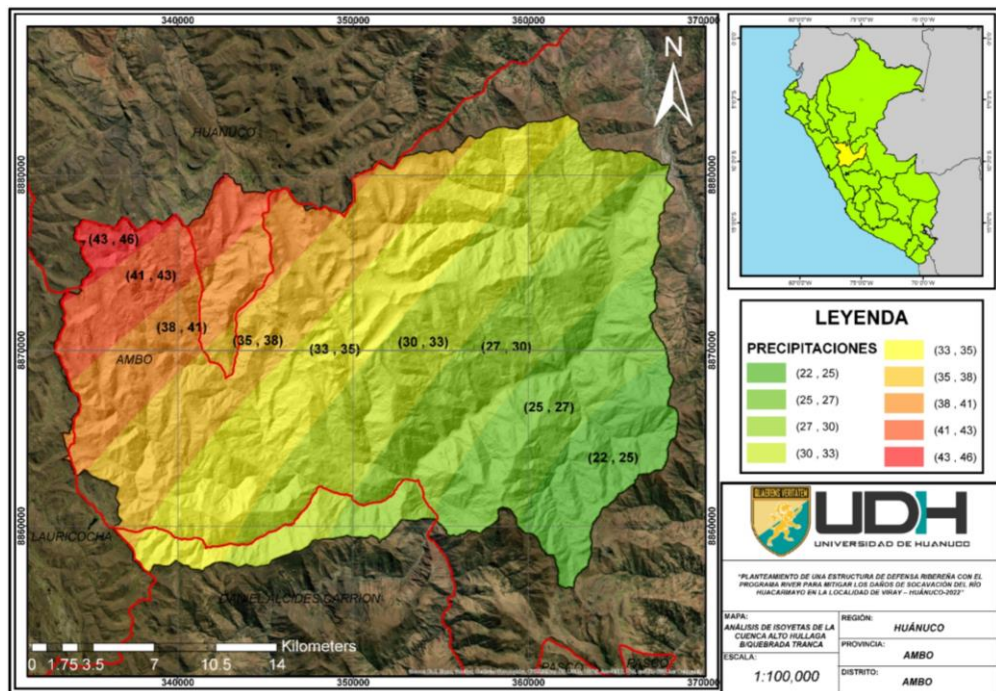 340000
350000
360000
370000
8880000
8870000
8860000
N
HUANUCO
(43 , 46)
(41 , 43)
(38 , 41)
AMBO
(35 , 38)
(33 , 35)
(30 , 33)
(27 , 30)
(25 , 27)
(22 , 25)
LAURICOCHA
DANIEL ALCIDES CARRION
PASCO
PASCO
Kilometers
0 1.75 3.5 7 10.5 14
340000
350000
360000
370000
8880000
8870000
8860000
LEYENDA
PRECIPITACIONES
(22 , 25)
(25 , 27)
(27 , 30)
(30 , 33)
(33 , 35)
(35 , 38)
(38 , 41)
(41 , 43)
(43 , 46)
UDH
UNIVERSIDAD DE HUANUCO
"PLANTEAMIENTO DE UNA ESTRUCTURA DE DEFENSA RIBEREÑA CON EL
PROGRAMA RIVER PARA MITIGAR LOS DAÑOS DE SOCAVACIÓN DEL RÍO
HUACARMAYO EN LA LOCALIDAD DE VIRAY – HUÁNUCO-2022"
MAPA:
ANÁLISIS DE ISOYETAS DE LA
CUENCA ALTO HULLAGA
B/QUEBRADA TRANCA
ESCALA:
1:100,000
REGIÓN:
HUÁNUCO
PROVINCIA:
AMBO
DISTRITO:
AMBO